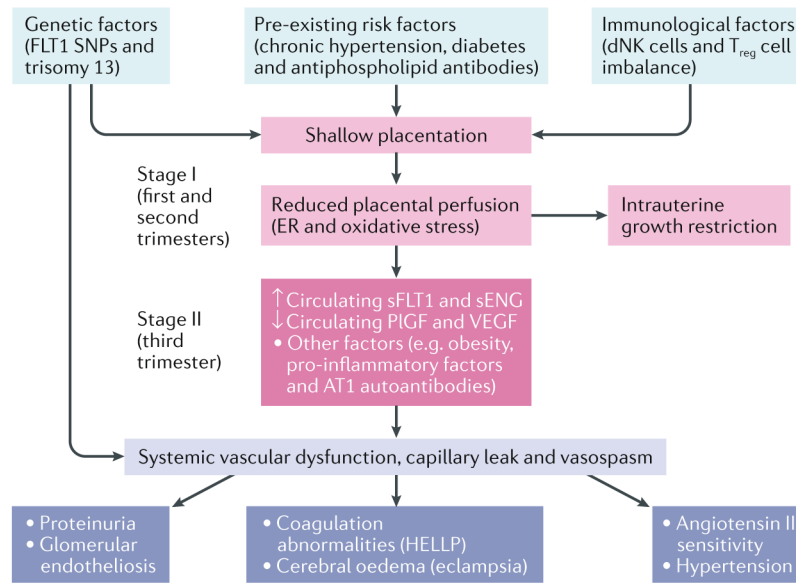 Genetic factors
(FLT1 SNPs and
trisomy 13)
Pre-existing risk factors
(chronic hypertension, diabetes
and antiphospholipid antibodies)
Immunological factors
(dNK cells and Treg cell
imbalance)
Shallow placentation
Stage I
(first and
second
trimesters)
Reduced placental perfusion
(ER and oxidative stress)
Intrauterine
growth restriction
Stage II
(third
trimester)
↑ Circulating sFLT1 and sENG
↓ Circulating PlGF and VEGF
• Other factors (e.g. obesity,
pro-inflammatory factors
and AT1 autoantibodies)
Systemic vascular dysfunction, capillary leak and vasospasm
• Proteinuria
• Glomerular
endotheliosis
• Coagulation
abnormalities (HELLP)
• Cerebral oedema (eclampsia)
• Angiotensin II
sensitivity
• Hypertension